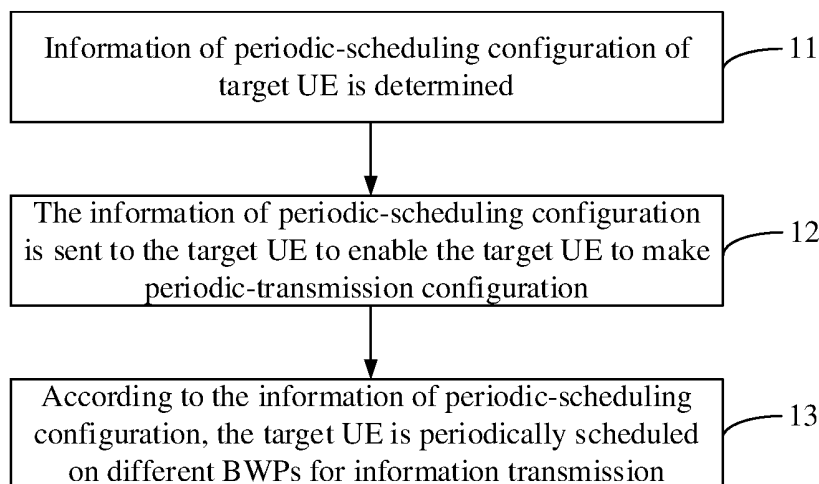 Information of periodic-scheduling configuration of
target UE is determined
11
The information of periodic-scheduling configuration
is sent to the target UE to enable the target UE to make
periodic-transmission configuration
12
According to the information of periodic-scheduling
configuration, the target UE is periodically scheduled
on different BWPs for information transmission
13